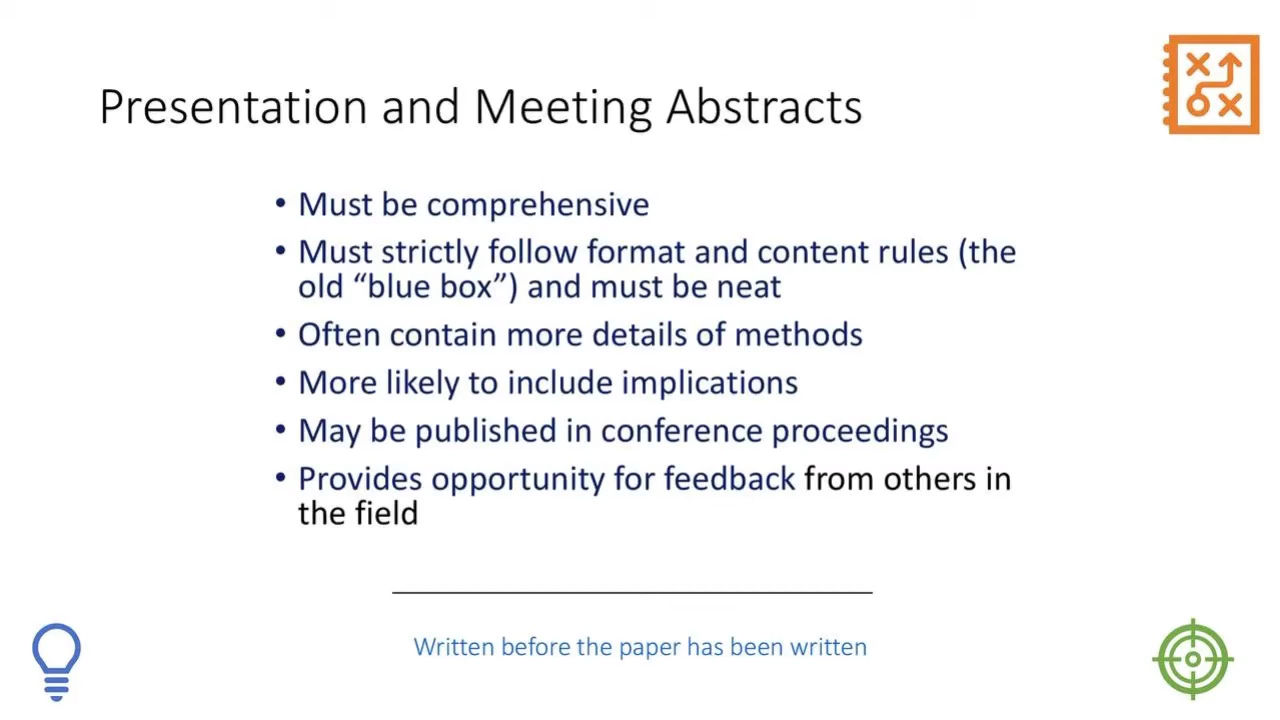 Presentation and Meeting Abstracts
• Must be comprehensive
• Must strictly follow format and content rules (the
old “blue box”) and must be neat
• Often contain more details of methods
• More likely to include implications
• May be published in conference proceedings
• Provides opportunity for feedback from others in
the field
Written before the paper has been written